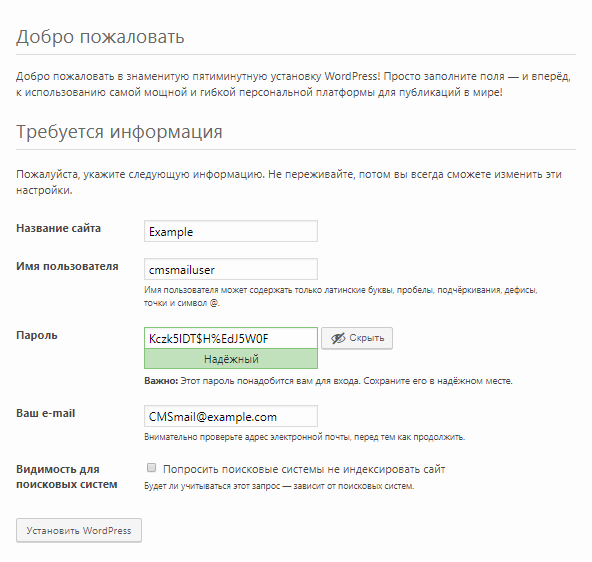 Добро пожаловать
Добро пожаловать в знаменитую пятиминутную установку WordPress! Просто заполните поля — и вперёд,
к использованию самой мощной и гибкой персональной платформы для публикаций в мире!
Требуется информация
Пожалуйста, укажите следующую информацию. Не переживайте, потом вы всегда сможете изменить эти
настройки.
Название сайта
Example
Имя пользователя
cmsmailuser
Имя пользователя может содержать только латинские буквы, пробелы, подчёркивания, дефисы,
точки и символ @.
Пароль
Kczk5IDT$H%EdJ5W0F
Скрыть
Надёжный
Важно: Этот пароль понадобится вам для входа. Сохраните его в надёжном месте.
Ваш e-mail
CMSmail@example.com
Внимательно проверьте адрес электронной почты, перед тем как продолжить.
Видимость для
поисковых систем
Попросить поисковые системы не индексировать сайт
Будет ли учитываться этот запрос — зависит от поисковых систем.
Установить WordPress